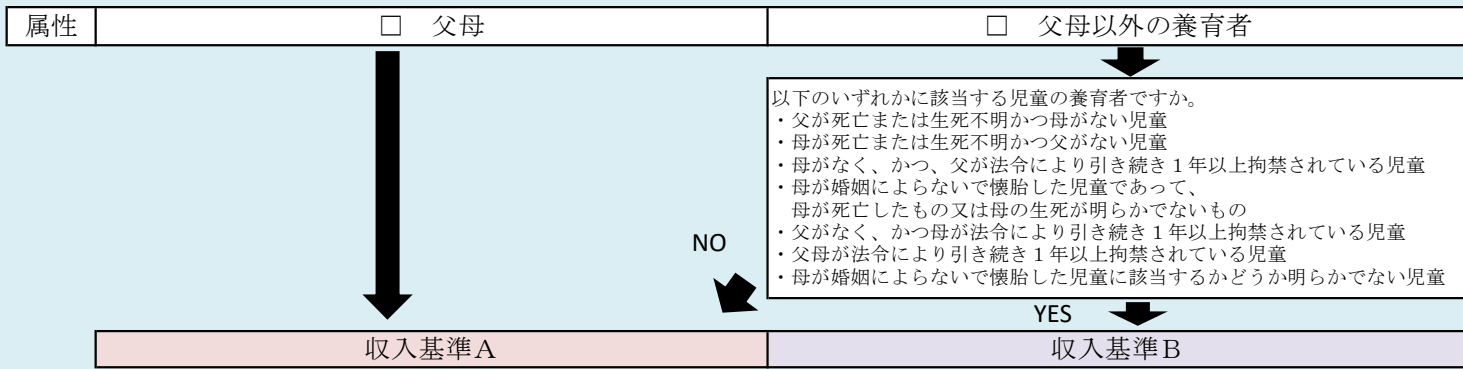 属性
□ 父母
□ 父母以外の養育者
以下のいずれかに該当する児童の養育者ですか。
・父が死亡または生死不明かつ母がない児童
・母が死亡または生死不明かつ父がない児童
・母がなく、かつ、父が法令により引き続き１年以上拘禁されている児童
・母が婚姻によらないで懐胎した児童であって、
母が死亡したもの又は母の生死が明らかでないもの
・父がなく、かつ母が法令により引き続き１年以上拘禁されている児童
・父母が法令により引き続き１年以上拘禁されている児童
・母が婚姻によらないで懐胎した児童に該当するかどうか明らかでない児童
NO
YES
収入基準Ａ
収入基準Ｂ